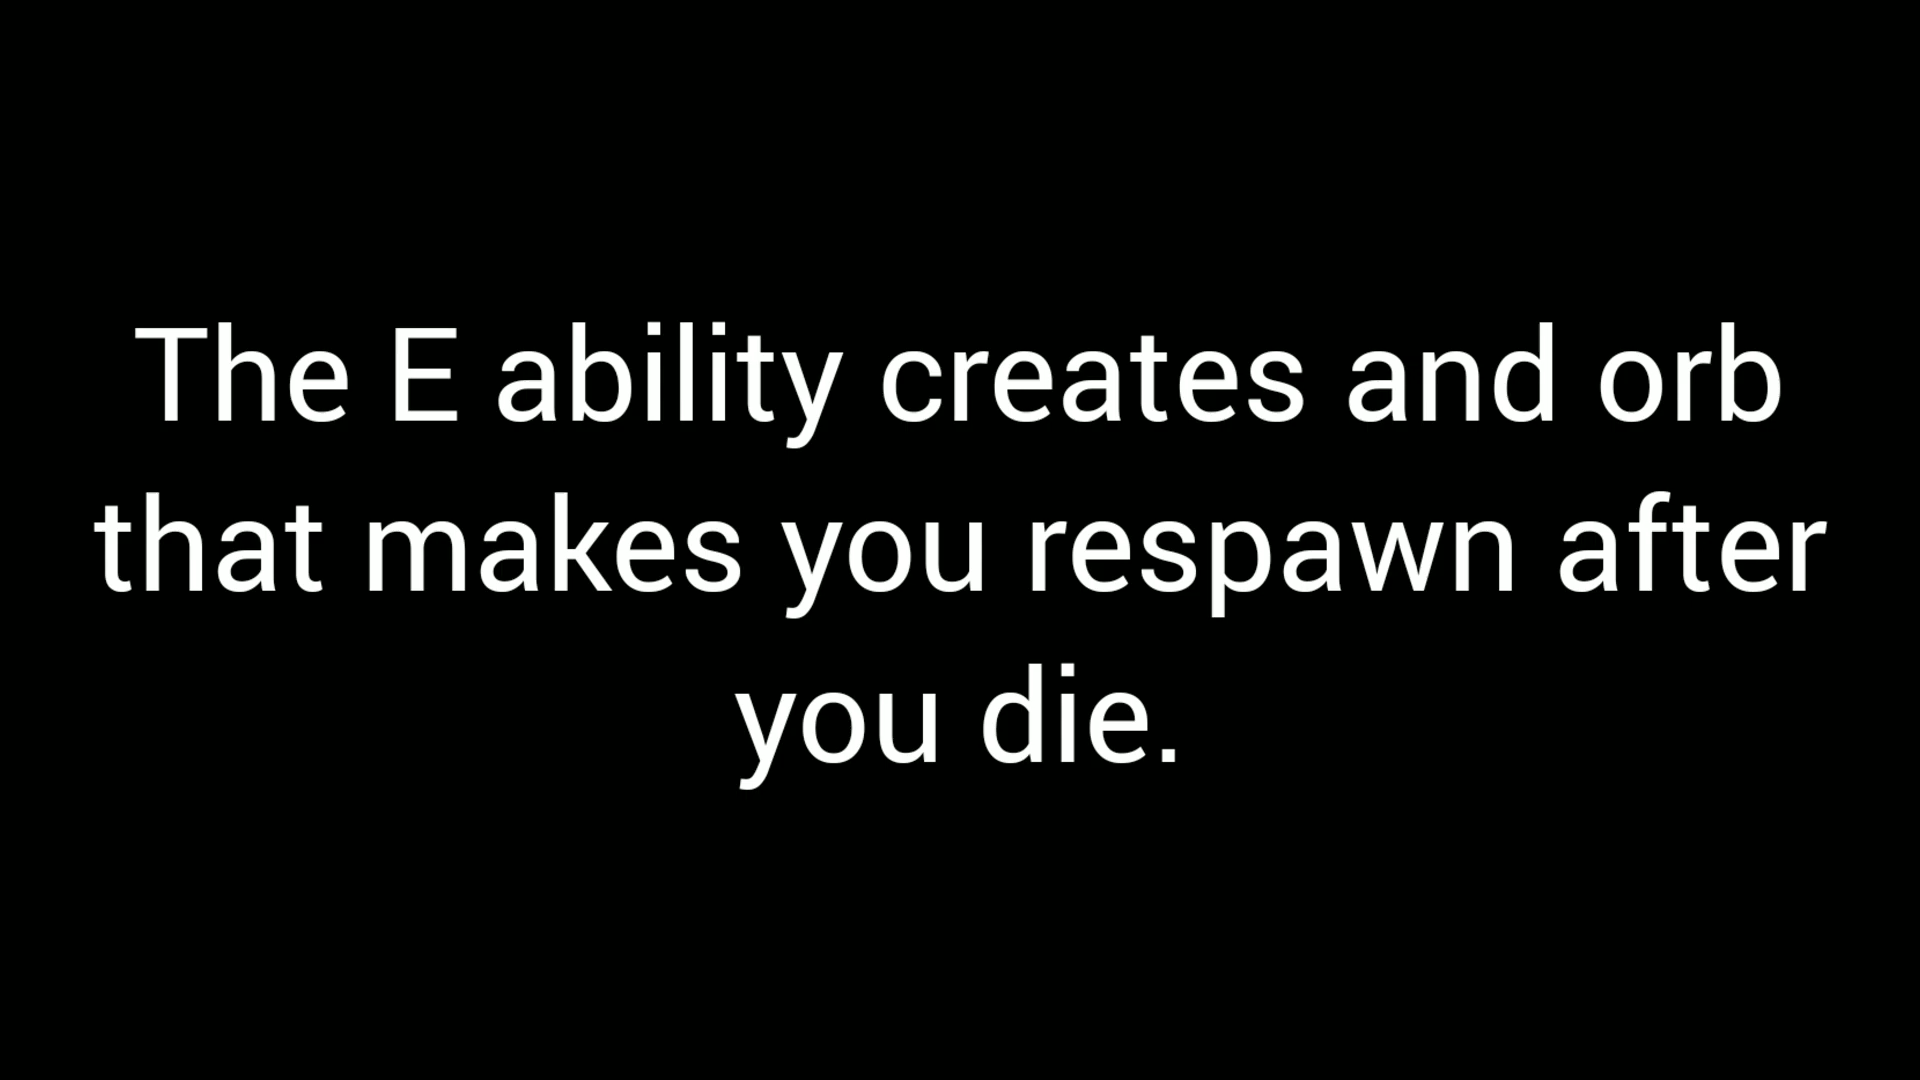 The E ability creates and orb
that makes you respawn after
you die.